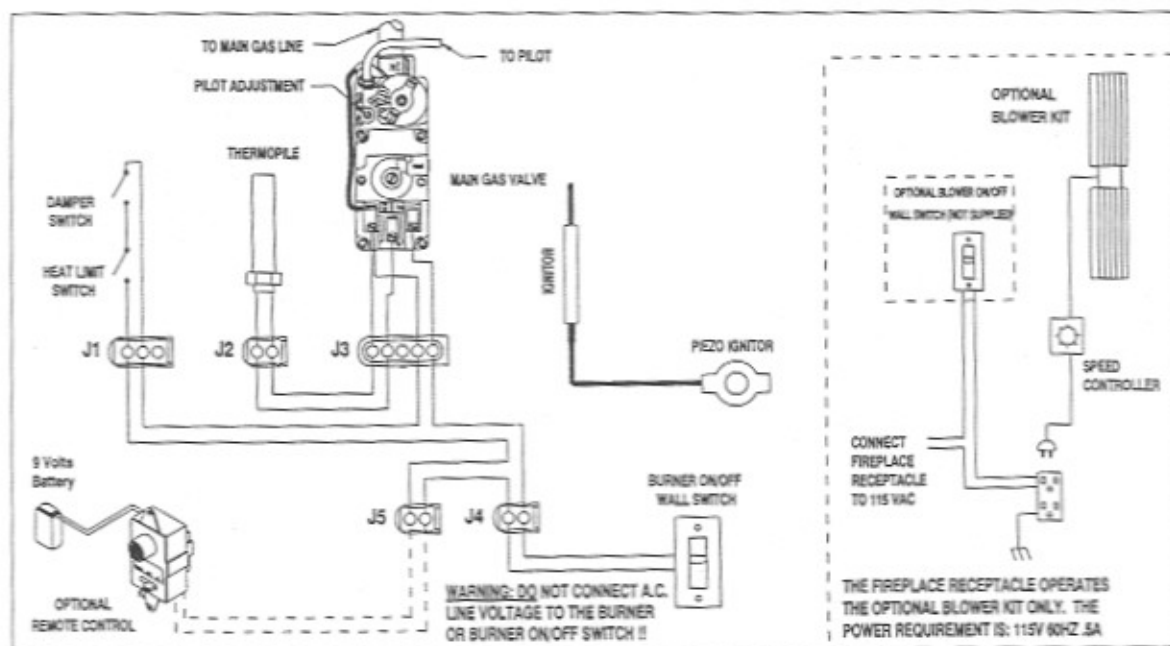 TO MAIN GAS LINE
TO PILOT
PILOT ADJUSTMENT
THERMOPILE
MAIN GAS VALVE
DAMPER
SWITCH
HEAT LIMIT
SWITCH
J1
J2
J3
IGNITOR
PIEZO IGNITOR
9 Volts
Battery
J5
J4
BURNER ON/OFF
WALL SWITCH
OPTIONAL
REMOTE CONTROL
WARNING: DO NOT CONNECT A.C.
LINE VOLTAGE TO THE BURNER
OR BURNER ON/OFF SWITCH !!
OPTIONAL
BLOWER KIT
OPTIONAL BLOWER ON/OFF
WALL SWITCH (NOT SUPPLIED)
SPEED
CONTROLLER
CONNECT
FIREPLACE
RECEPTACLE
TO 115 VAC
THE FIREPLACE RECEPTACLE OPERATES
THE OPTIONAL BLOWER KIT ONLY. THE
POWER REQUIREMENT IS: 115V 60HZ .5A